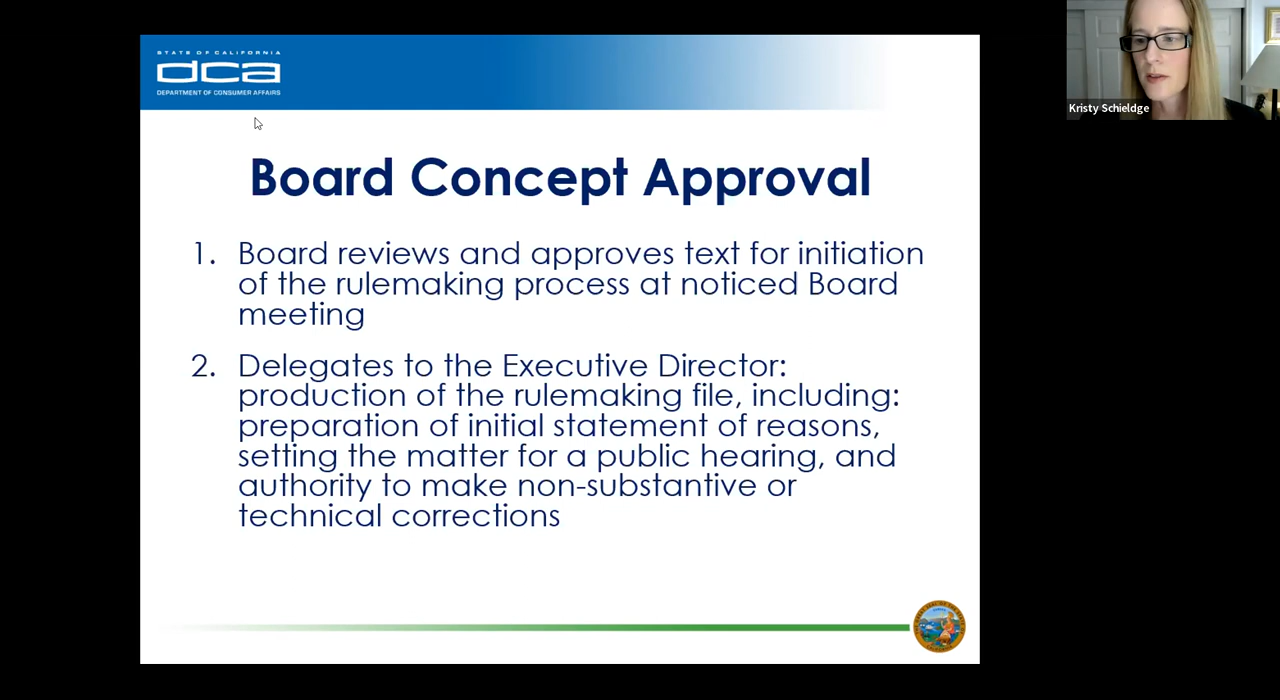 STATE OF CALIFORNIA
dca
DEPARTMENT OF CONSUMER AFFAIRS
Kristy Schieldge
Board Concept Approval
1. Board reviews and approves text for initiation
of the rulemaking process at noticed Board
meeting
2. Delegates to the Executive Director:
production of the rulemaking file, including:
preparation of initial statement of reasons,
setting the matter for a public hearing, and
authority to make non-substantive or
technical corrections